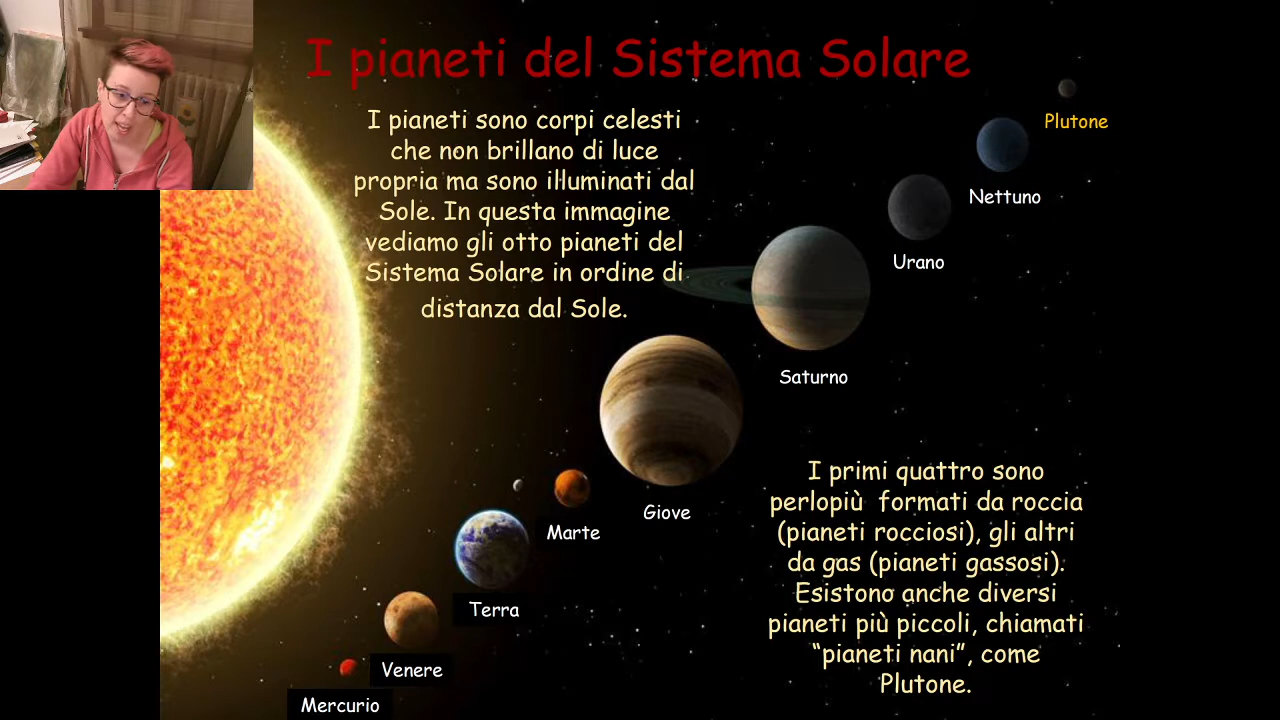 I pianeti del Sistema Solare
I pianeti sono corpi celesti
che non brillano di luce
propria ma sono illuminati dal
Sole. In questa immagine
vediamo gli otto pianeti del
Sistema Solare in ordine di
distanza dal Sole.
Plutone
Nettuno
Urano
Saturno
Giove
Marte
Terra
Venere
Mercurio
I primi quattro sono
perlopiù formati da roccia
(pianeti rocciosi), gli altri
da gas (pianeti gassosi).
Esistono anche diversi
pianeti più piccoli, chiamati
“pianeti nani”, come
Plutone.